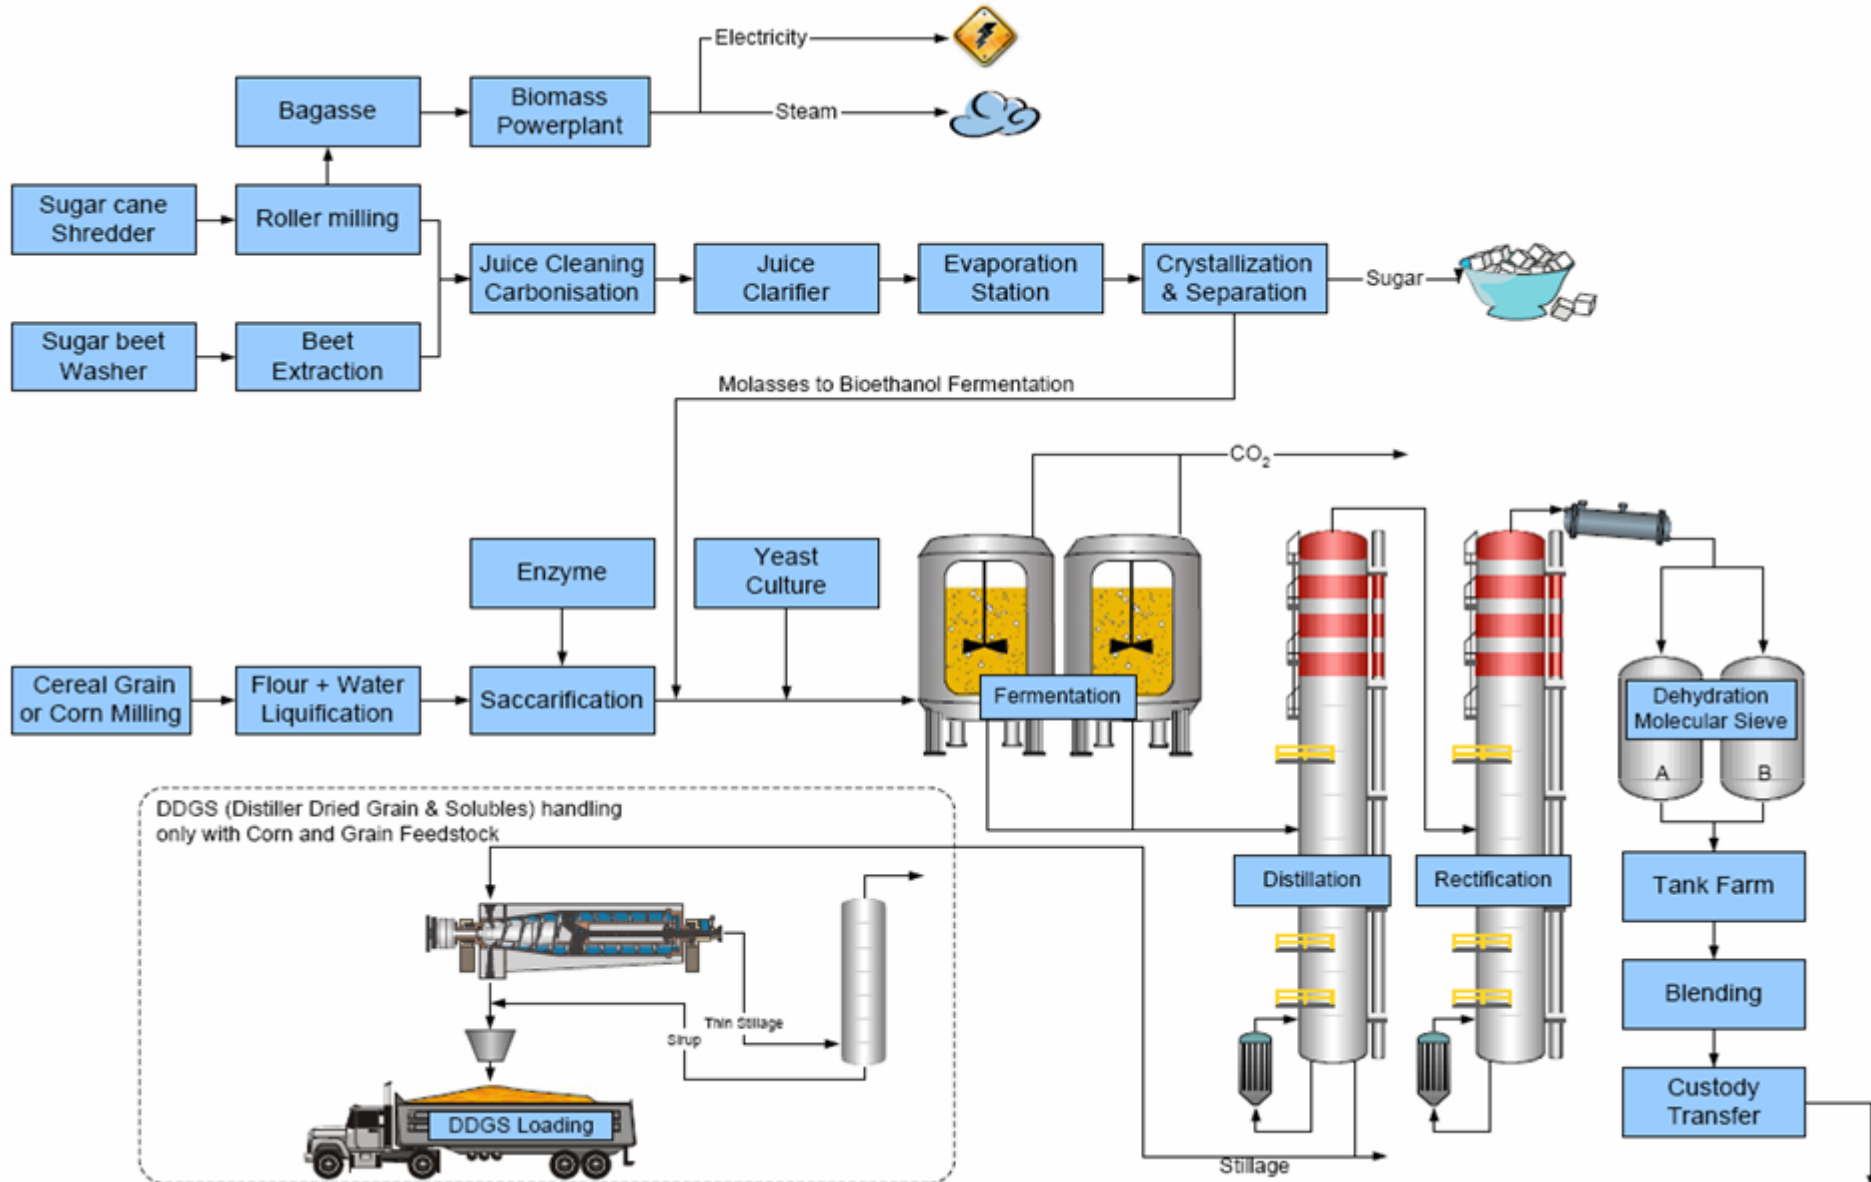 Electricity
Bagasse
Biomass
Powerplant
Steam
Sugar cane
Shredder
Roller milling
Juice Cleaning
Carbonisation
Juice
Clarifier
Evaporation
Station
Crystallization
& Separation
Sugar
Sugar beet
Washer
Beet
Extraction
Molasses to Bioethanol Fermentation
CO2
Enzyme
Yeast
Culture
Cereal Grain
or Corn Milling
Flour + Water
Liquification
Saccarification
Fermentation
Dehydration
Molecular Sieve
A
B
DDGS (Distiller Dried Grain & Solubles) handling
only with Corn and Grain Feedstock
Distillation
Rectification
Tank Farm
Blending
Thin Stillage
Sirup
Custody
Transfer
DDGS Loading
Stillage